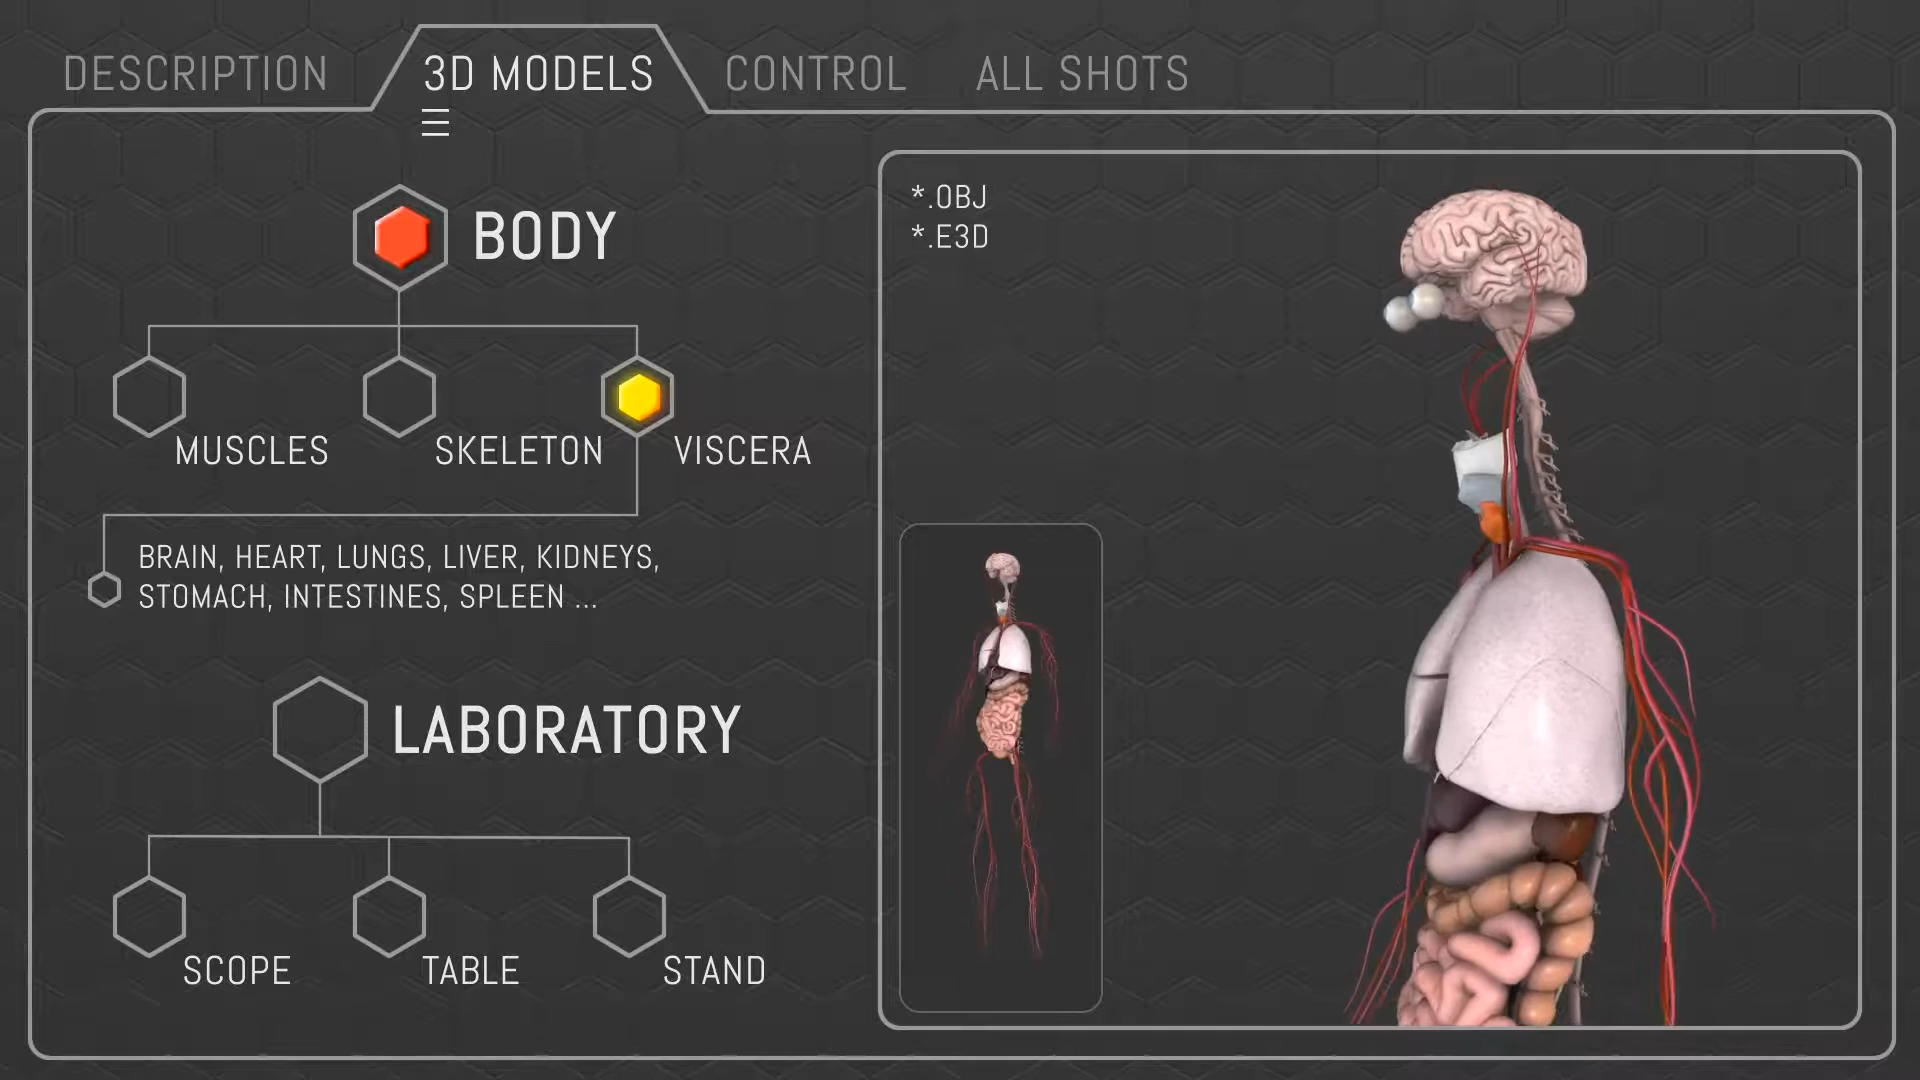 DESCRIPTION
3D MODELS
CONTROL
ALL SHOTS
BODY
MUSCLES
SKELETON
VISCERA
BRAIN, HEART, LUNGS, LIVER, KIDNEYS,
STOMACH, INTESTINES, SPLEEN ...
LABORATORY
SCOPE
TABLE
STAND
*.OBJ
*.E3D